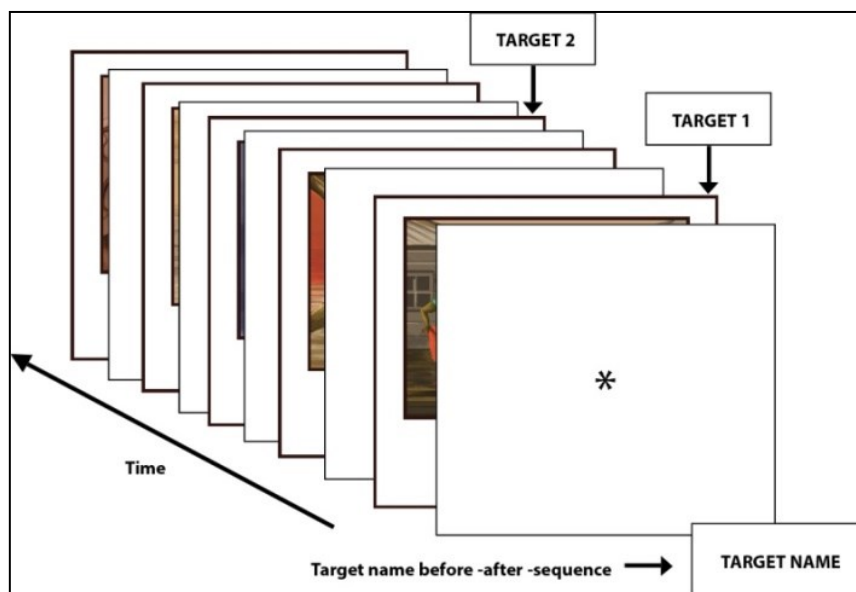 TARGET 2
TARGET 1
*
Time
Target name before -after -sequence
TARGET NAME